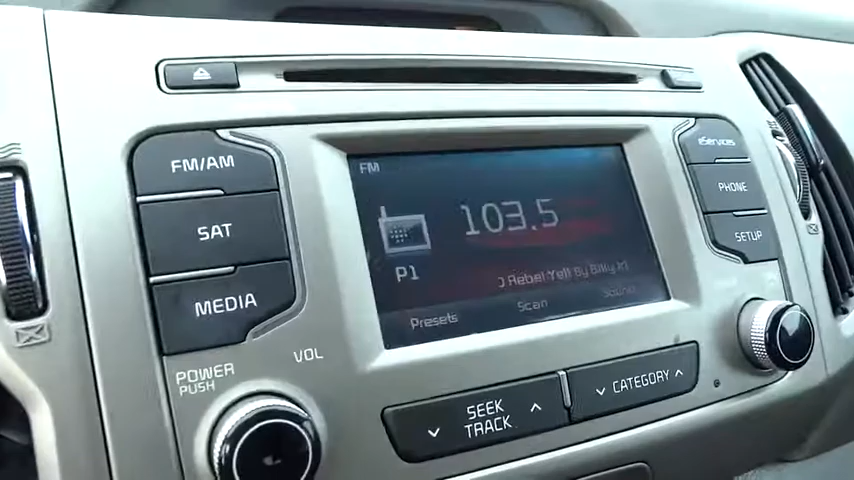 FM/AM
SAT
MEDIA
POWER
PUSH
VOL
FM
103.5
P1
Rebel Yell By Billy
Presets
Scan
Sound
SEEK
TRACK
CATEGORY
eServices
PHONE
SETUP